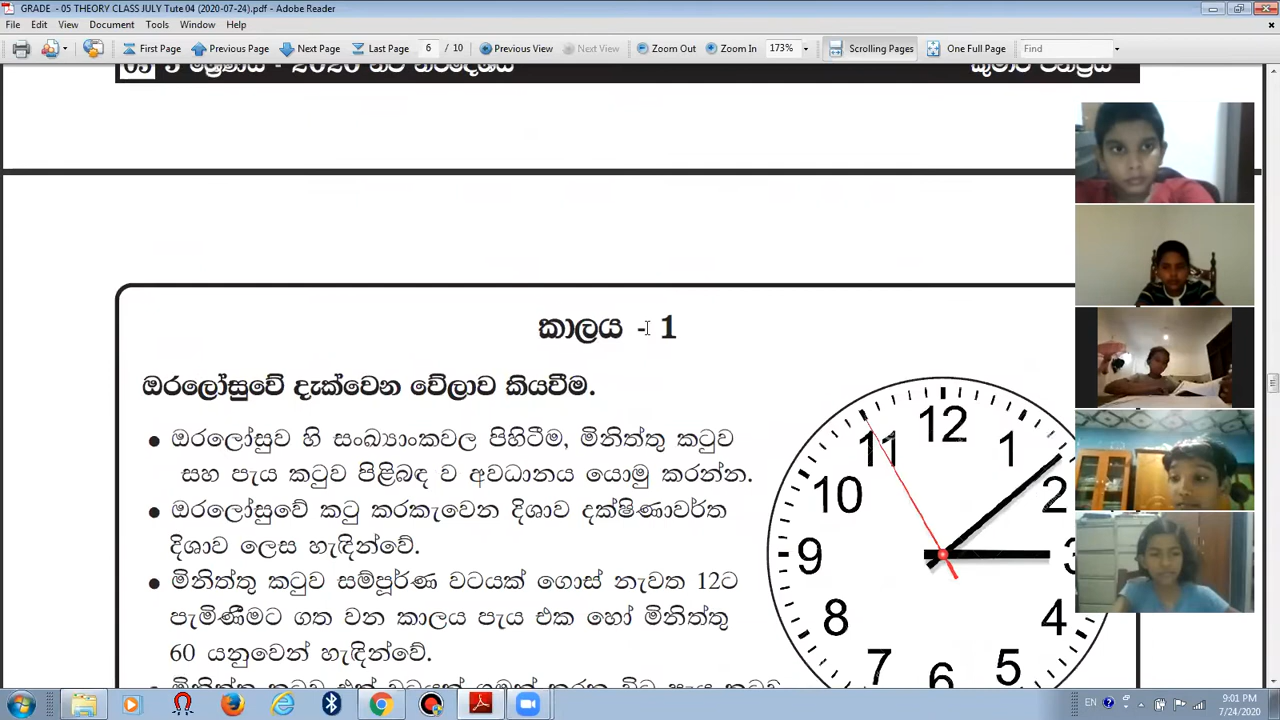 GRADE - 05 THEORY CLASS JULY Tute 04 (2020-07-24).pdf - Adobe Reader
File Edit View Document Tools Window Help
First Page Previous Page Next Page Last Page 6 / 10 Previous View Next View Zoom Out Zoom In 173% Scrolling Pages One Full Page Find
කාලය - 1
ඔරලෝසුවේ දැක්වෙන වේලාව කියවීම.
• ඔරලෝසුව හි සංඛ්‍යාංකවල පිහිටීම, මිනිත්තු කටුව
සහ පැය කටුව පිළිබඳ ව අවධානය යොමු කරන්න.
• ඔරලෝසුවේ කටු කරකැවෙන දිශාව දක්ෂිණාවර්ත
දිශාව ලෙස හැඳින්වේ.
• මිනිත්තු කටුව සම්පූර්ණ වටයක් ගොස් නැවත 12ට
පැමිණීමට ගත වන කාලය පැය එක හෝ මිනිත්තු
60 යනුවෙන් හැඳින්වේ.
12
11 1
10 2
9 3
8 4
7 5
6
EN
9:01 PM
7/24/2020